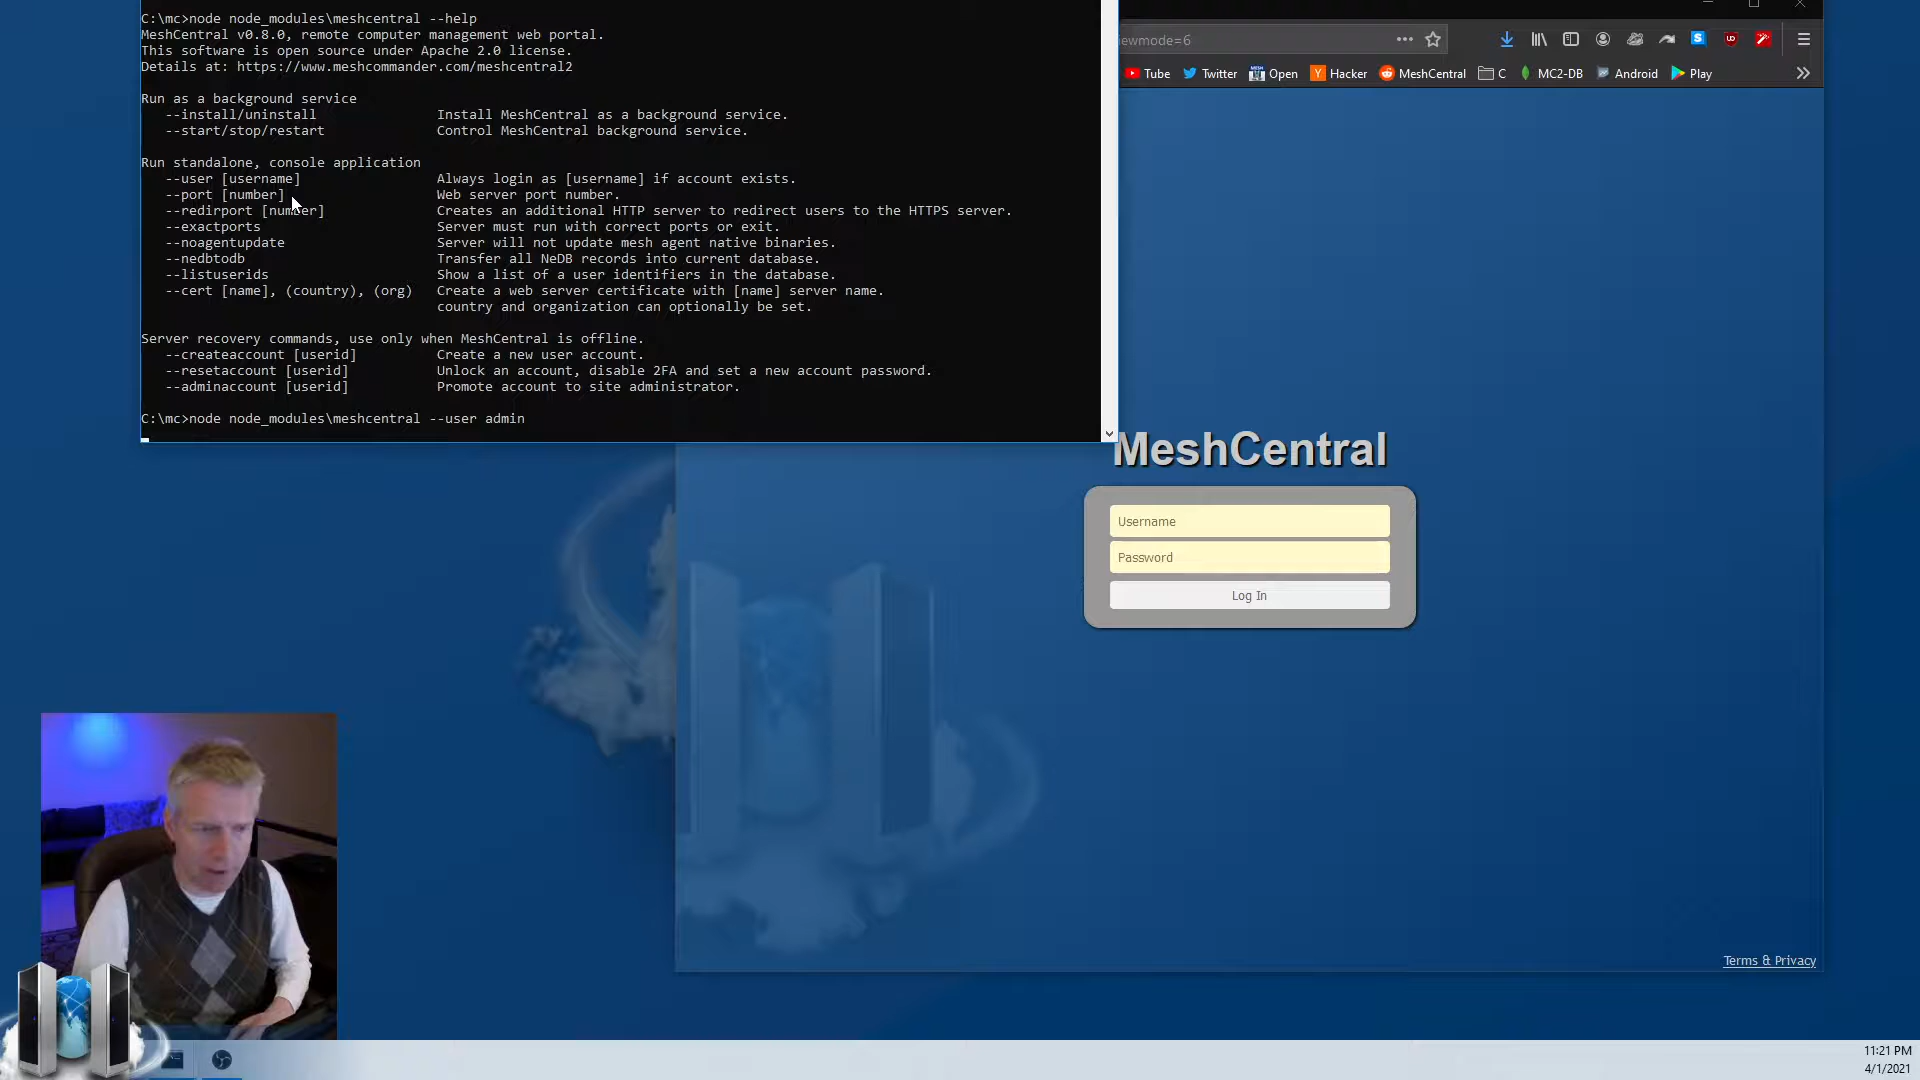 C:\mc>node node_modules\meshcentral --help
MeshCentral v0.8.0, remote computer management web portal.
This software is open source under Apache 2.0 license.
Details at: https://www.meshcommander.com/meshcentral2
Run as a background service
--install/uninstall Install MeshCentral as a background service.
--start/stop/restart Control MeshCentral background service.
Run standalone, console application
--user [username] Always login as [username] if account exists.
--port [number] Web server port number.
--redirport [number] Creates an additional HTTP server to redirect users to the HTTPS server.
--exactports Server must run with correct ports or exit.
--noagentupdate Server will not update mesh agent native binaries.
--nedbtodb Transfer all NeDB records into current database.
--listuserids Show a list of a user identifiers in the database.
--cert [name], (country), (org) Create a web server certificate with [name] server name.
country and organization can optionally be set.
Server recovery commands, use only when MeshCentral is offline.
--createaccount [userid] Create a new user account.
--resetaccount [userid] Unlock an account, disable 2FA and set a new account password.
--adminaccount [userid] Promote account to site administrator.
C:\mc>node node_modules\meshcentral --user admin
ewmode=6
Tube Twitter Open Hacker MeshCentral C MC2-DB Android Play
MeshCentral
Username
Password
Log In
Terms & Privacy
11:21 PM
4/1/2021